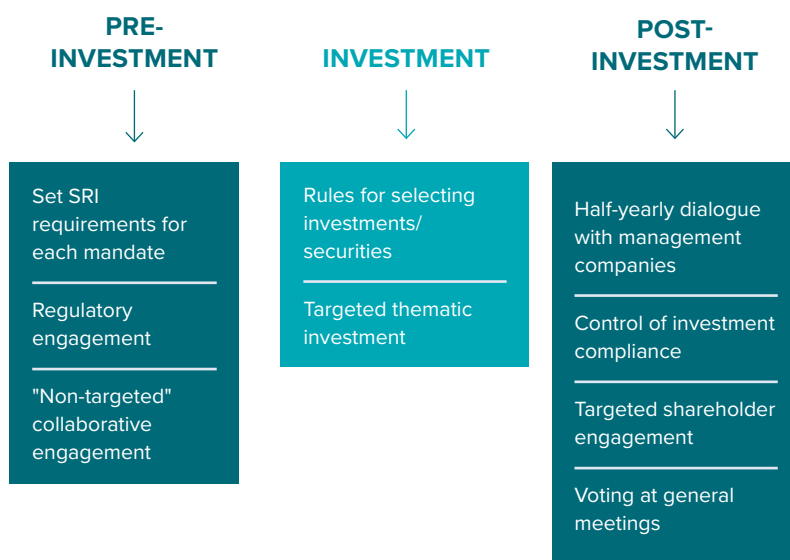 PRE-
INVESTMENT
Set SRI
requirements for
each mandate
Regulatory
engagement
"Non-targeted"
collaborative
engagement
INVESTMENT
Rules for selecting
investments/
securities
Targeted thematic
investment
POST-
INVESTMENT
Half-yearly dialogue
with management
companies
Control of investment
compliance
Targeted shareholder
engagement
Voting at general
meetings